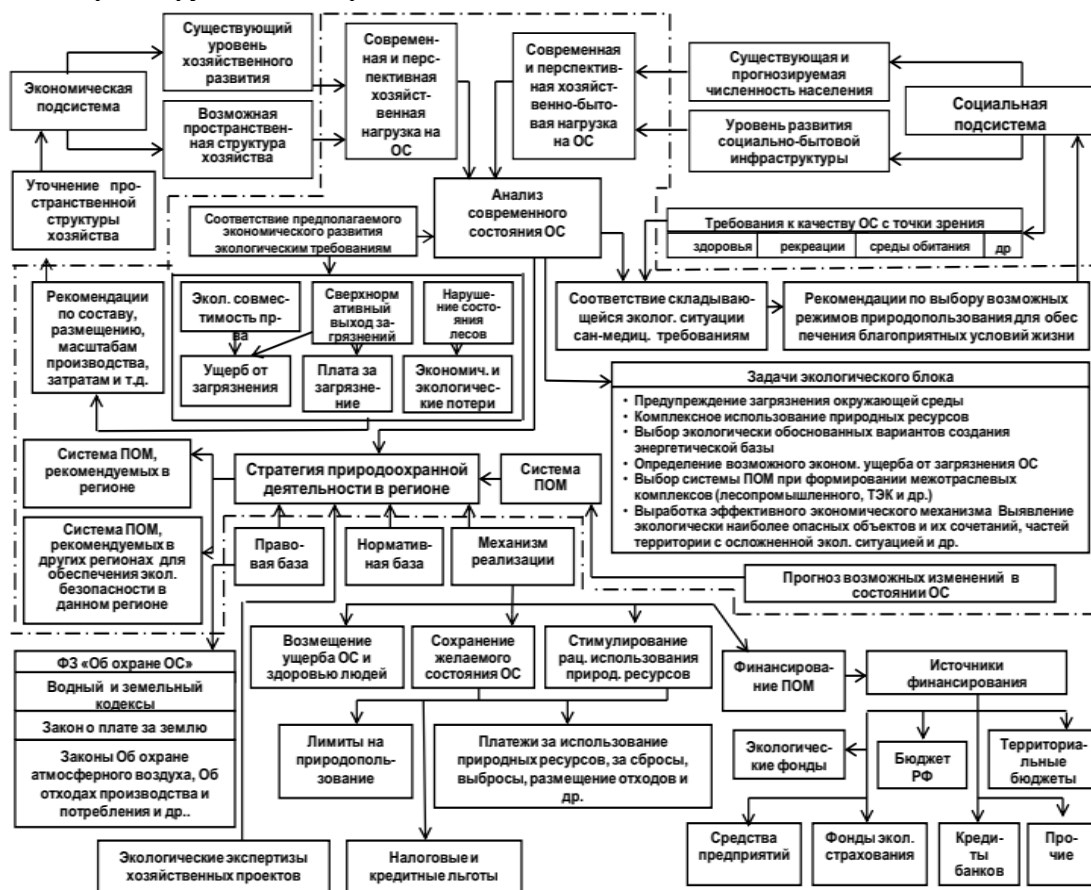 Существующий
уровень
хозяйственного
развития
Современ-
ная и перс-
пективная
хозяйст-
венная
нагрузка на
ОС
Современная
и перспектив-
ная хозяйст-
венно-быто-
вая нагрузка
на ОС
Существующая и
прогнозируемая
численность населения
Экономическая
подсистема
Социальная
подсистема
Возможная
пространствен-
ная структура
хозяйства
Уровень развития
социально-бытовой
инфраструктуры
Уточнение про-
странственной
структуры
хозяйства
Анализ
современного
состояния ОС
Соответствие предполагаемого
экономического развития
экологическим требованиям
Требования к качеству ОС с точки зрения
здоровья
рекреации
среды обитания
др
Рекомендации
по составу,
размещению,
масштабам
производства,
затратам и т.д.
Экол. совмес-
тимость пр-
ва
Сверхнорм
ативный
выход за-
грязнений
Наруше-
ние состо-
яния
лесов
Ущерб от
загрязнения
Плата за
загрязне-
ние
Экономич. и
экологичес-
кие потери
Соответствие складываю-
щейся эколог. ситуации
сан-медиц. требованиям
Рекомендации по выбору возможных
режимов природопользования для обес
печения благоприятных условий жизни
Задачи экологического блока
• Предупреждение загрязнения окружающей среды
• Комплексное использование природных ресурсов
• Выбор экологически обоснованных вариантов создания
энергетической базы
• Определение возможного эконом. ущерба от загрязнения ОС
• Выбор системы ПОМ при формировании межотраслевых
комплексов (лесопромышленного, ТЭК и др.)
• Выработка эффективного экономического механизма Выявление
экологически наиболее опасных объектов и их сочетаний, частей
территории с осложненной экол. ситуацией и др.
Система ПОМ,
рекомендуемых в
регионе
Стратегия природоохранной
деятельности в регионе
Система
ПОМ
Система ПОМ,
рекомендуемых в
других регионах для
обеспечения экол.
безопасности в
данном регионе
Право-
вая база
Норматив-
ная база
Механизм
реализации
Прогноз возможных изменений в
состоянии ОС
ФЗ «Об охране ОС»
Водный и земельный
кодексы
Закон о плате за землю
Законы Об охране
атмосферного воздуха, Об
отходах производства и
потребления и др..
Возмещение
ущерба ОС и
здоровью людей
Сохранение
желаемого
состояния ОС
Стимулирование
рац. использования
природ. ресурсов
Финансирова-
ние ПОМ
Источники
финансирования
Лимиты на
природополь-
зование
Платежи за использование
природных ресурсов, за сбросы,
выбросы, размещение отходов и
др.
Экологичес-
кие фонды
Бюджет
РФ
Территориа-
льные
бюджеты
Средства
предприятий
Фонды экол.
страхования
Креди-
ты
банков
Про-
чие
Экологические экспертизы
хозяйственных проектов
Налоговые и
кредитные льготы